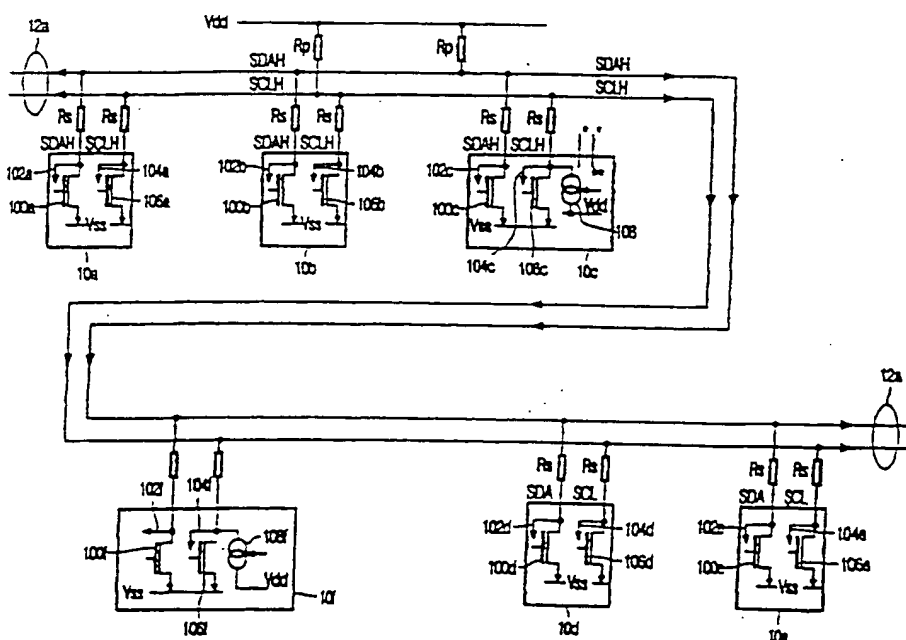 12a
Vdd
Rp
Rp
SDAH
SDAH
SCLH
SCLH
Rs
Rs
Rs
Rs
Rs
Rs
SDAH
SCLH
SDAH
SCLH
SDAH
SCLH
102a
104a
102b
104b
102c
100a
106a
100b
106b
100c
Vdd
Vss
Vss
Vss
108
104c
106c
10c
10a
10b
12a
Rs
Rs
Rs
Rs
SDA
SCL
SDA
SCL
102f
104f
108f
102d
104d
104e
100f
100d
106d
106e
Vdd
Vss
Vss
Vss
10f
106f
10d
10e